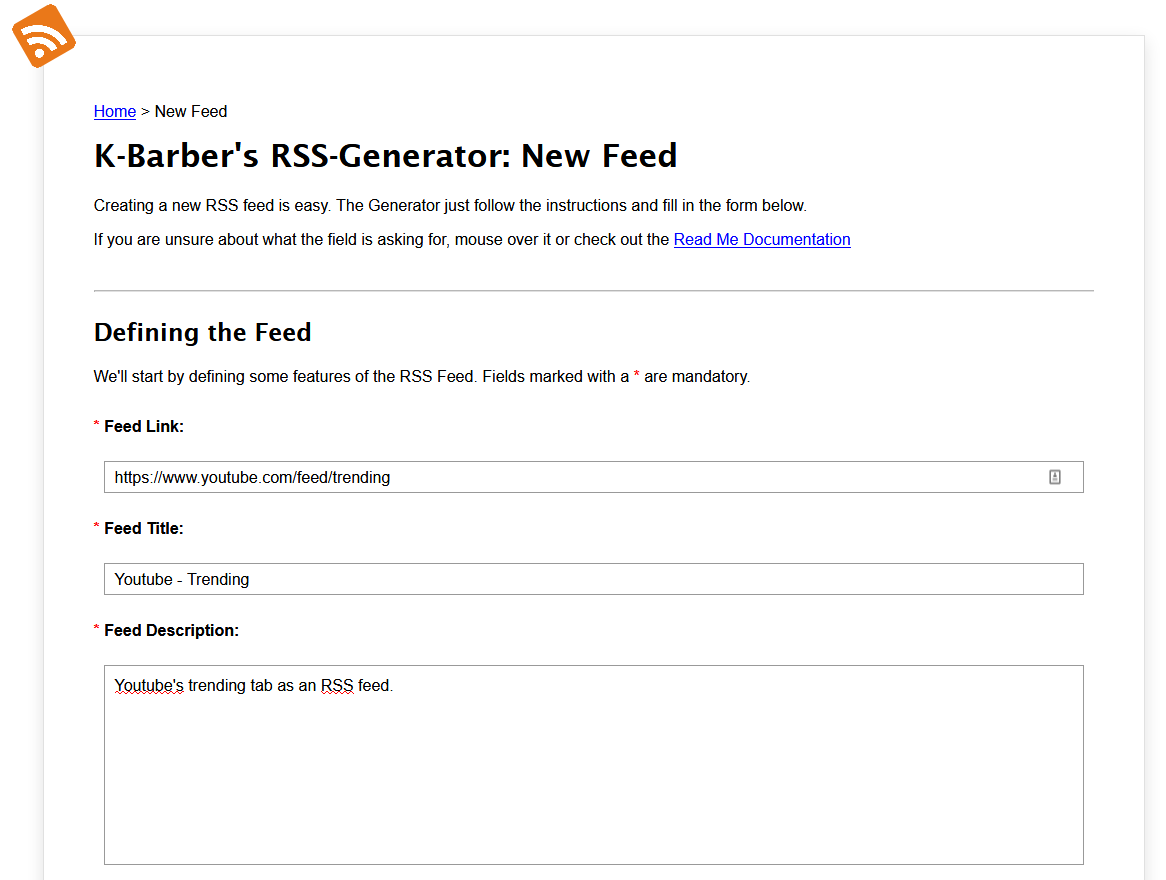 Home > New Feed
K-Barber's RSS-Generator: New Feed
Creating a new RSS feed is easy. The Generator just follow the instructions and fill in the form below.
If you are unsure about what the field is asking for, mouse over it or check out the Read Me Documentation
Defining the Feed
We'll start by defining some features of the RSS Feed. Fields marked with a * are mandatory.
* Feed Link:
https://www.youtube.com/feed/trending
* Feed Title:
Youtube - Trending
* Feed Description:
Youtube's trending tab as an RSS feed.